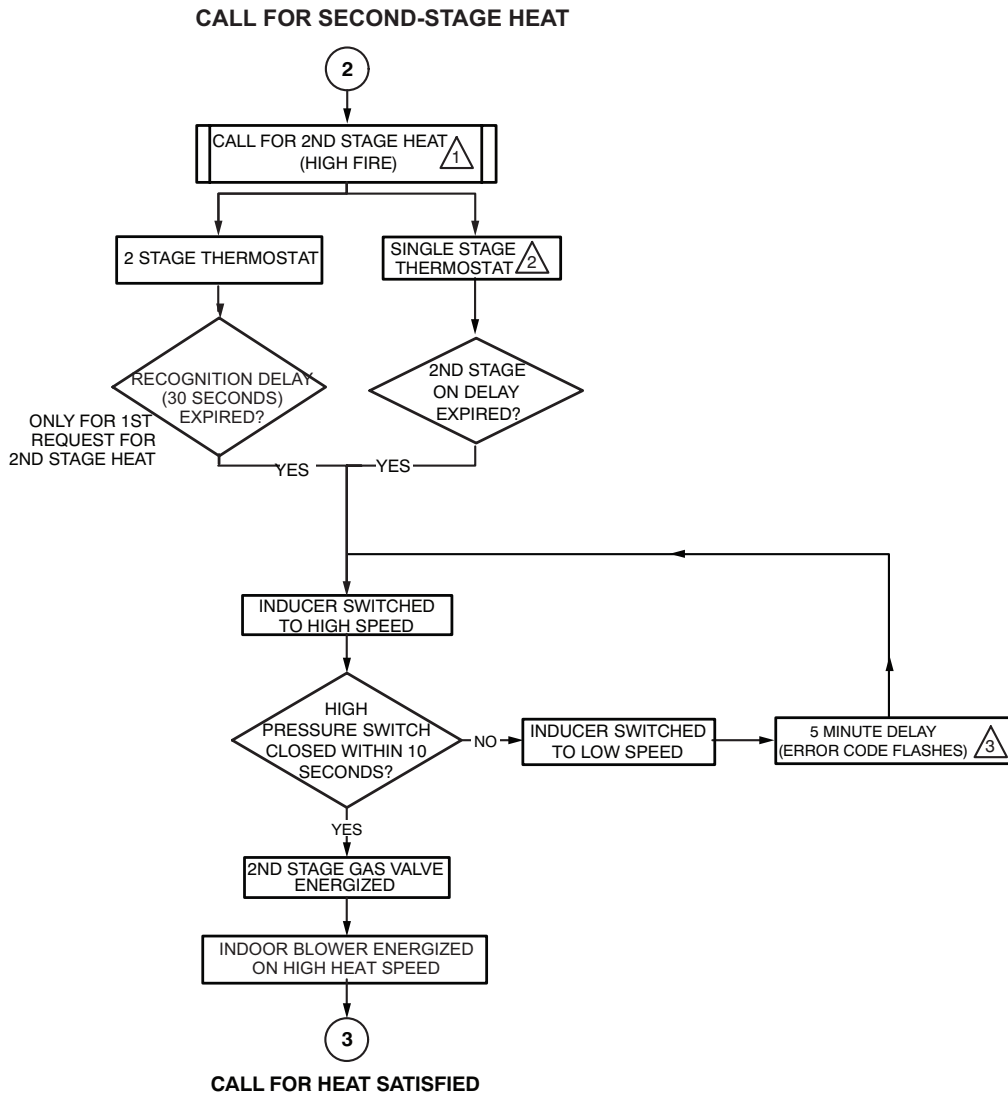 CALL FOR SECOND-STAGE HEAT
2
CALL FOR 2ND STAGE HEAT
(HIGH FIRE)
1
2 STAGE THERMOSTAT
SINGLE STAGE
THERMOSTAT
2
RECOGNITION DELAY
(30 SECONDS)
EXPIRED?
2ND STAGE
ON DELAY
EXPIRED?
ONLY FOR 1ST
REQUEST FOR
2ND STAGE HEAT
YES
YES
INDUCER SWITCHED
TO HIGH SPEED
HIGH
PRESSURE SWITCH
CLOSED WITHIN 10
SECONDS?
NO
INDUCER SWITCHED
TO LOW SPEED
5 MINUTE DELAY
(ERROR CODE FLASHES)
3
YES
2ND STAGE GAS VALVE
ENERGIZED
INDOOR BLOWER ENERGIZED
ON HIGH HEAT SPEED
3
CALL FOR HEAT SATISFIED